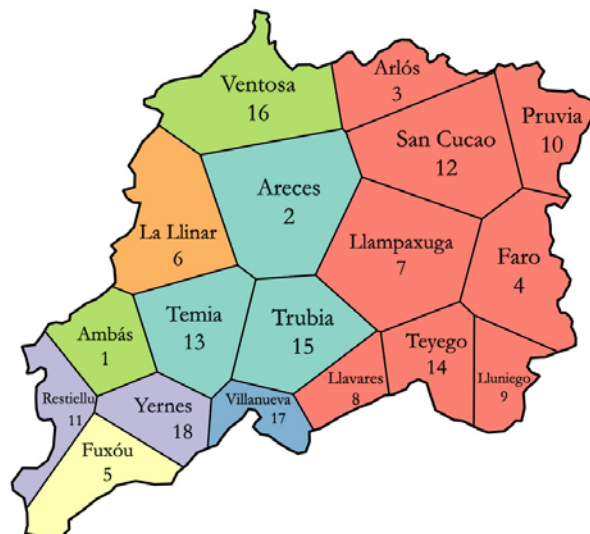 Ventosa
16
Arlós
3
Pruvia
10
San Cucao
12
Areces
2
La Llinar
6
Llampaxuga
7
Faro
4
Ambás
1
Temia
13
Trubia
15
Teyego
14
Llavares
8
Lluniego
9
Restiellu
11
Yernes
18
Villanueva
17
Fuxóu
5